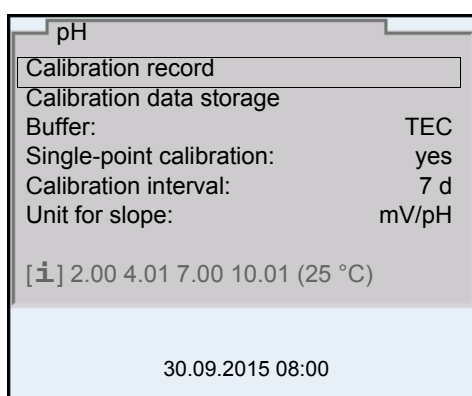 pH
Calibration record
Calibration data storage
Buffer: TEC
Single-point calibration: yes
Calibration interval: 7 d
Unit for slope: mV/pH
[i] 2.00 4.01 7.00 10.01 (25 °C)
30.09.2015 08:00